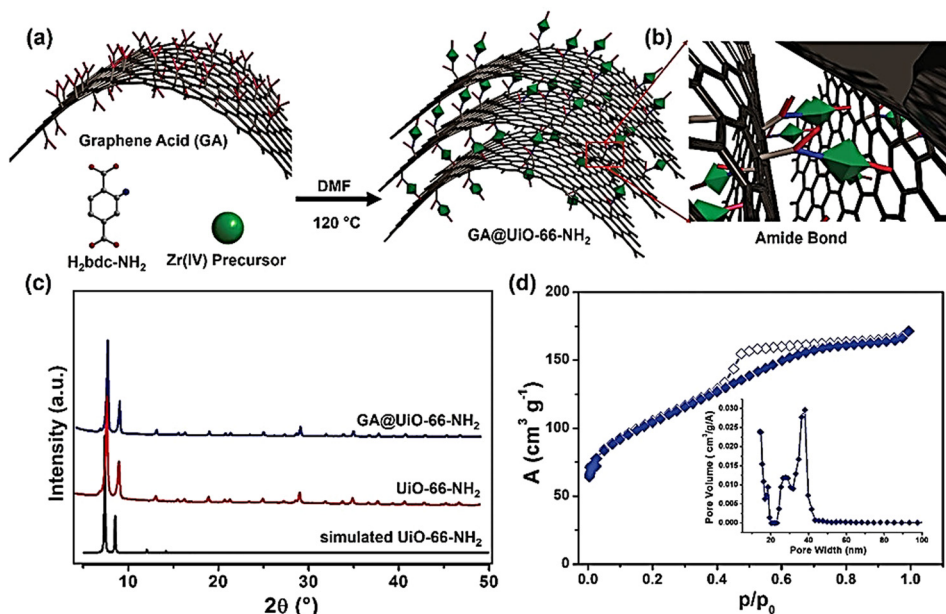 (a)
Graphene Acid (GA)
H₂bdc-NH₂
Zr(IV) Precursor
DMF
120 °C
GA@UiO-66-NH₂
(b)
Amide Bond
(c)
Intensity (a.u.)
GA@UiO-66-NH₂
UiO-66-NH₂
simulated UiO-66-NH₂
10 20 30 40 50
2θ (°)
(d)
A (cm³ g⁻¹)
200
150
100
50
0
0.0 0.2 0.4 0.6 0.8 1.0
p/p₀
Pore Volume ( cm³/g/A)
0.030
0.025
0.020
0.015
0.010
0.005
0.000
20 40 60 80 100
Pore Width (nm)